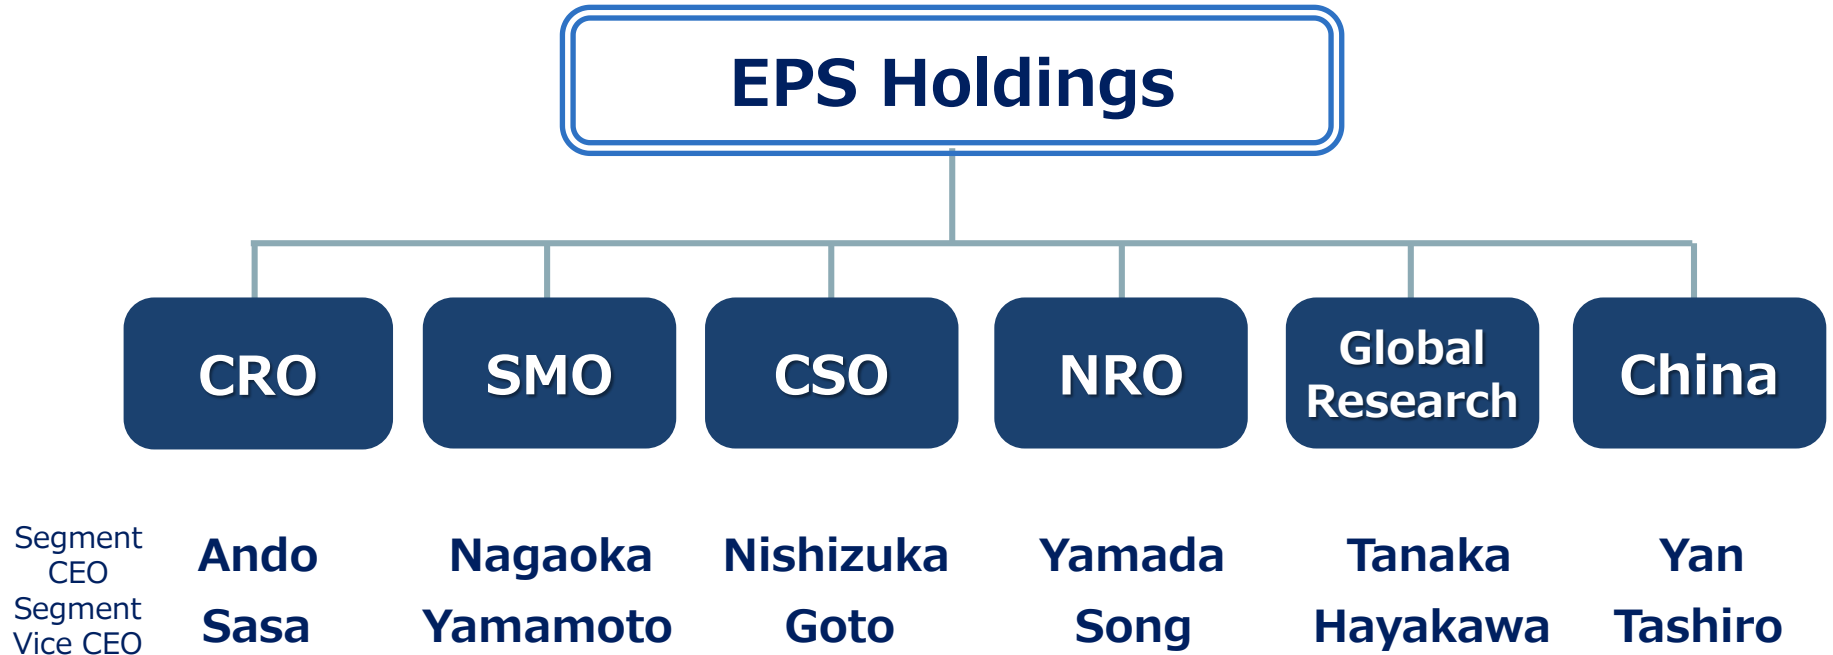 EPS Holdings
CRO
SMO
CSO
NRO
Global
Research
China
Segment
CEO
Ando
Nagaoka
Nishizuka
Yamada
Tanaka
Yan
Segment
Vice CEO
Sasa
Yamamoto
Goto
Song
Hayakawa
Tashiro